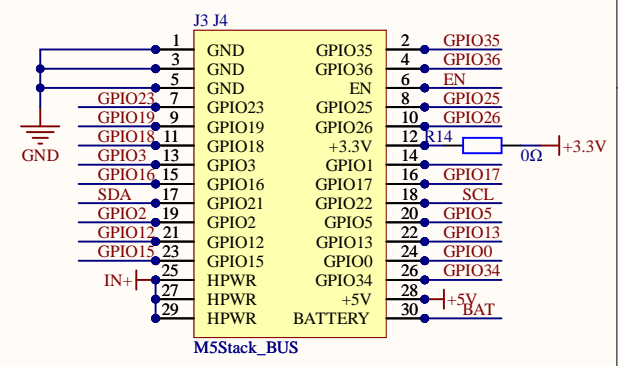 J3 J4
1 GND GPIO35 2 GPIO35
3 GND GPIO36 4 GPIO36
5 GND EN 6 EN
GPIO23 7 GPIO23 GPIO25 8 GPIO25
GPIO19 9 GPIO19 GPIO26 10 GPIO26
GPIO18 11 GPIO18 +3.3V 12 R14 0Ω +3.3V
GND
GPIO3 13 GPIO3 GPIO1 14
GPIO16 15 GPIO16 GPIO17 16 GPIO17
SDA 17 GPIO21 GPIO22 18 SCL
GPIO2 19 GPIO2 GPIO5 20 GPIO5
GPIO12 21 GPIO12 GPIO13 22 GPIO13
GPIO15 23 GPIO15 GPIO0 24 GPIO0
IN+ 25 HPWR GPIO34 26 GPIO34
27 HPWR +5V 28 +5V
29 HPWR BATTERY 30 BAT
M5Stack_BUS